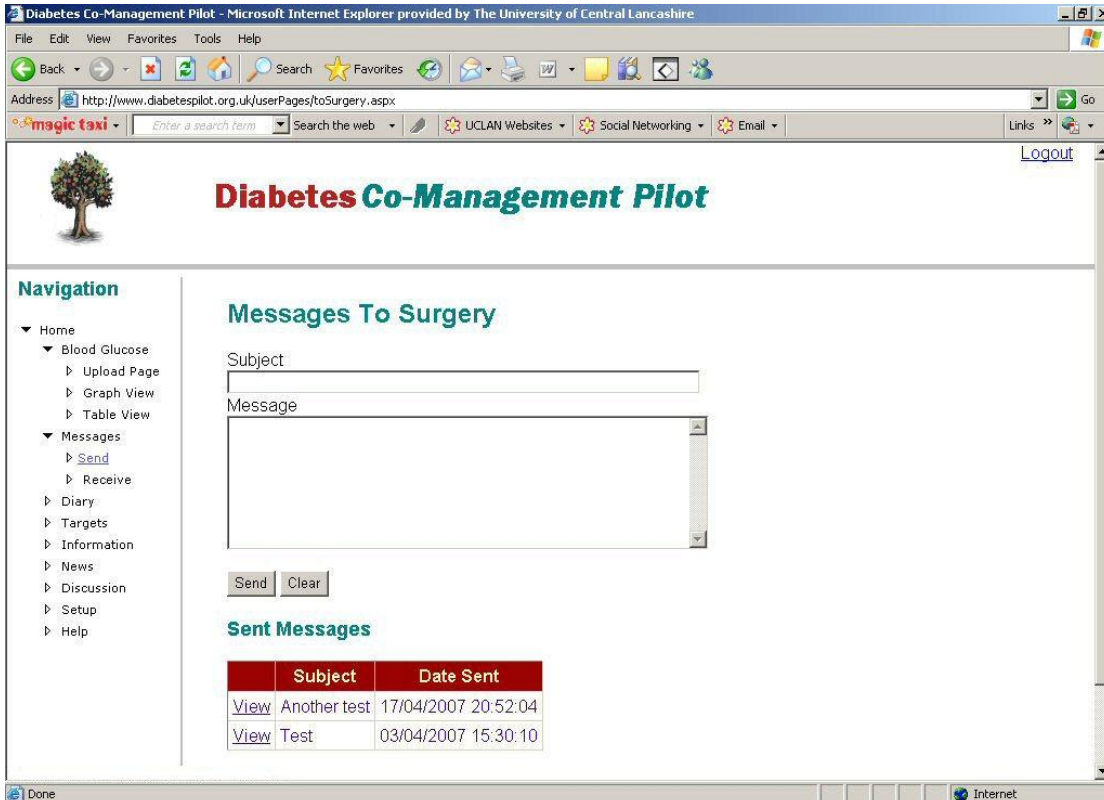 Diabetes Co-Management Pilot - Microsoft Internet Explorer provided by The University of Central Lancashire
File Edit View Favorites Tools Help
Back Search Favorites
Address http://www.diabetespilot.org.uk/userPages/toSurgery.aspx Go
magic taxi Enter a search term Search the web UCLAN Websites Social Networking Email Links »
Logout
Diabetes Co-Management Pilot
Navigation
Home
Blood Glucose
Upload Page
Graph View
Table View
Messages
Send
Receive
Diary
Targets
Information
News
Discussion
Setup
Help
Messages To Surgery
Subject
Message
Send Clear
Sent Messages
Subject Date Sent
View Another test 17/04/2007 20:52:04
View Test 03/04/2007 15:30:10
Done Internet